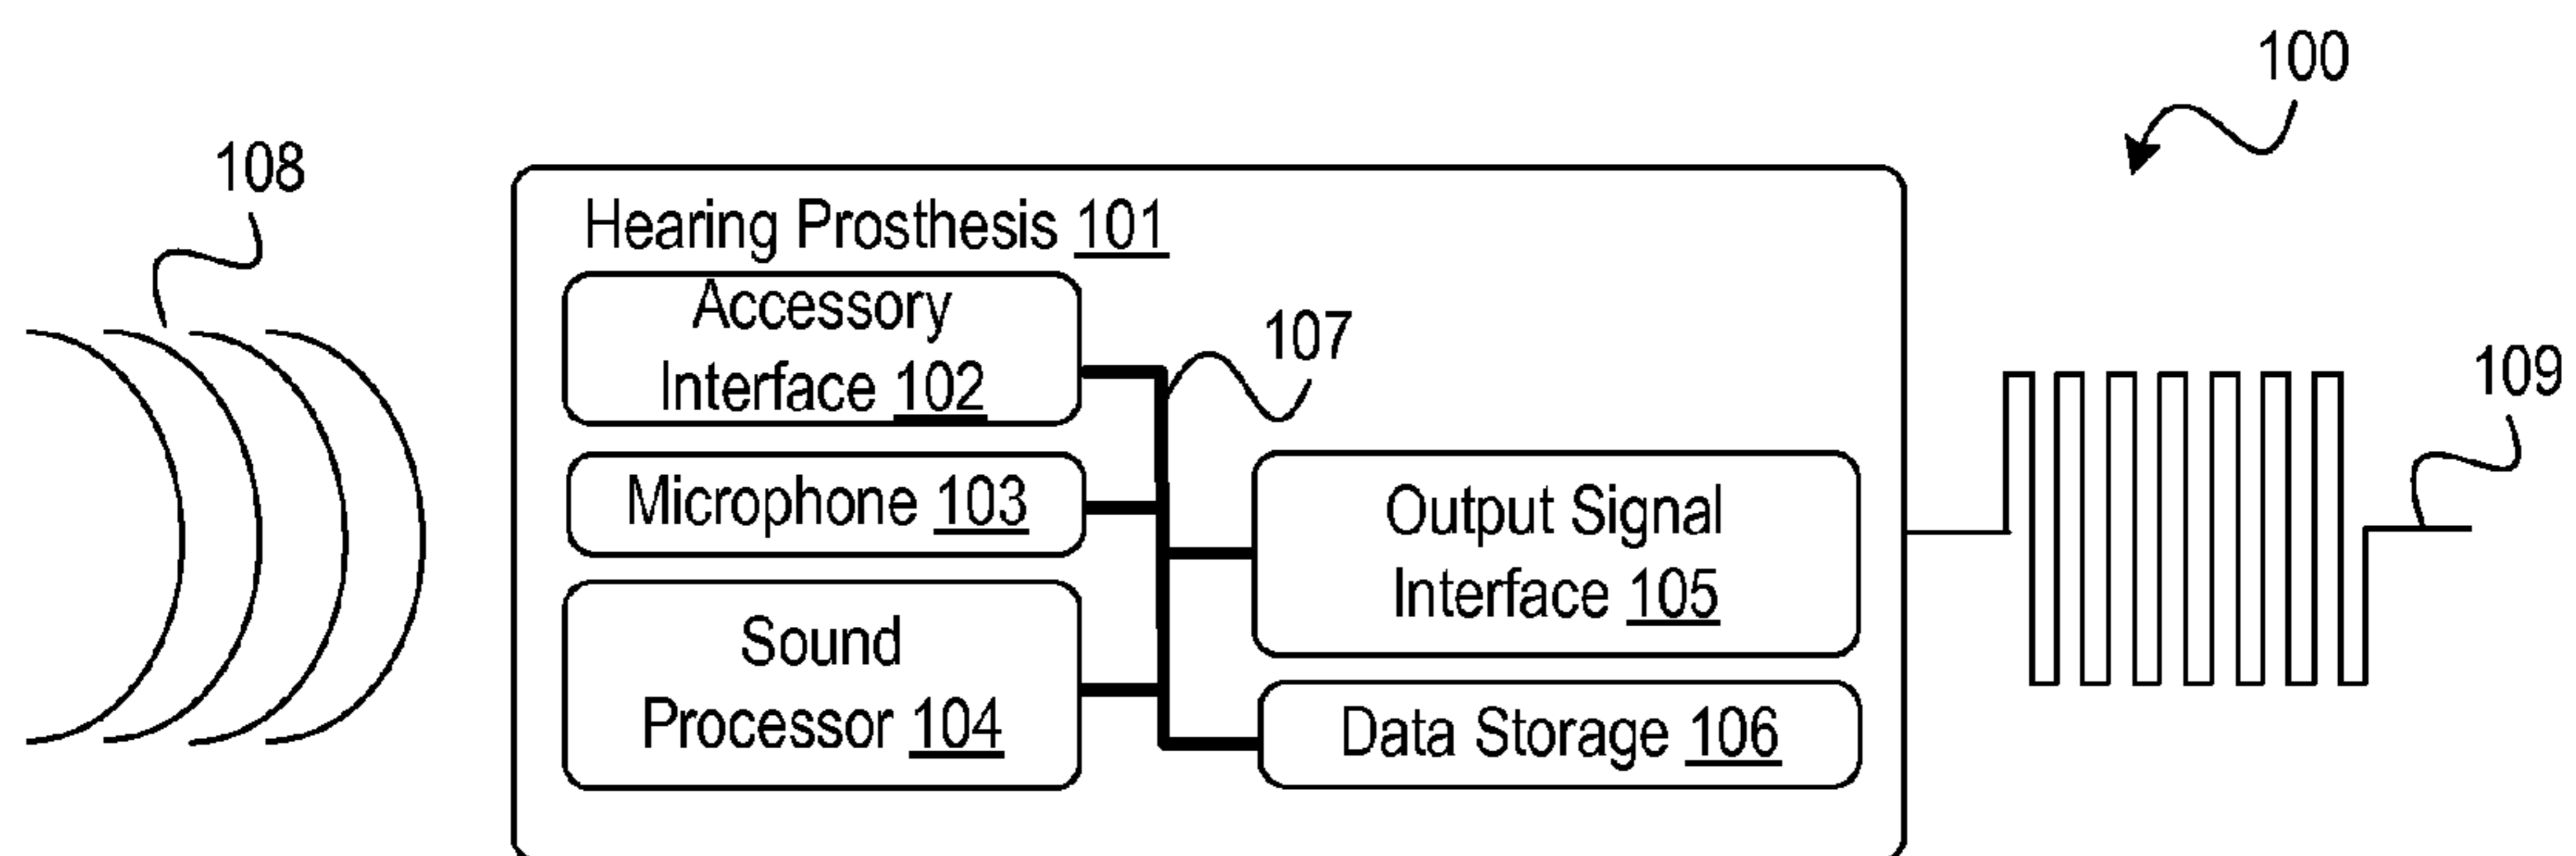 100
108
Hearing Prosthesis 101
Accessory
Interface 102
107
109
Microphone 103
Output Signal
Interface 105
Sound
Processor 104
Data Storage 106